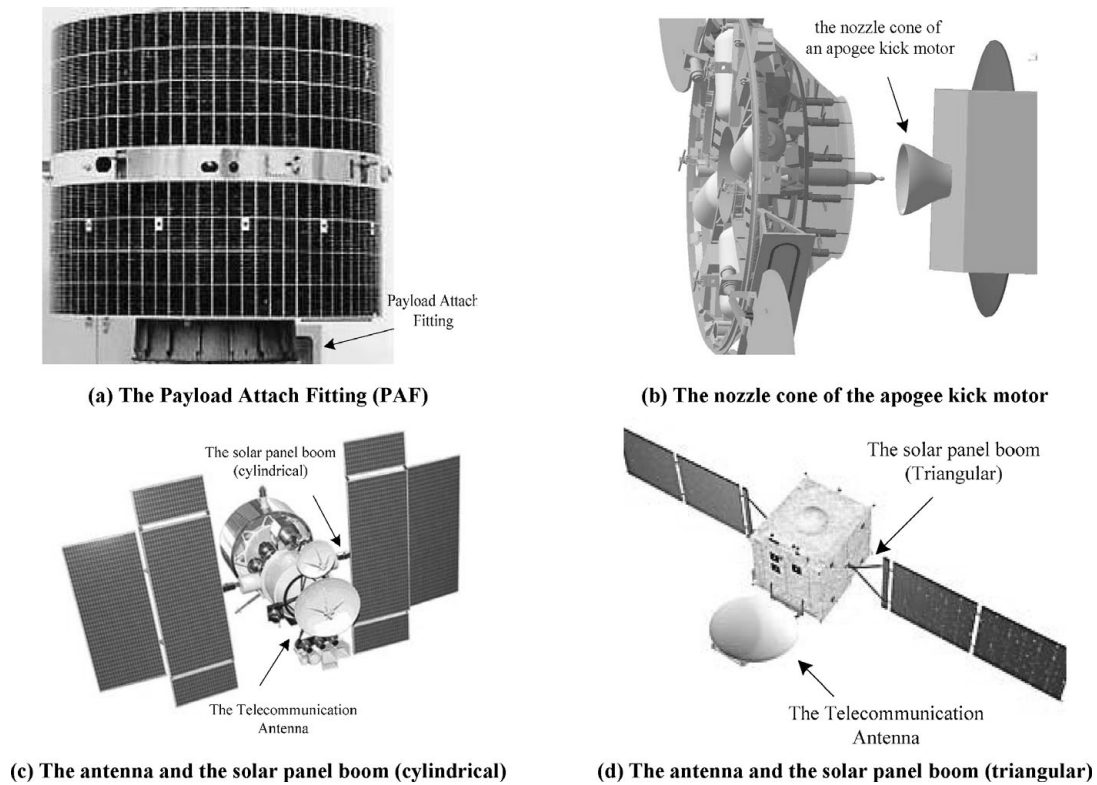 Payload Attach
Fitting
(a) The Payload Attach Fitting (PAF)
the nozzle cone of
an apogee kick motor
(b) The nozzle cone of the apogee kick motor
The solar panel boom
(cylindrical)
The Telecommunication
Antenna
(c) The antenna and the solar panel boom (cylindrical)
The solar panel boom
(Triangular)
The Telecommunication
Antenna
(d) The antenna and the solar panel boom (triangular)